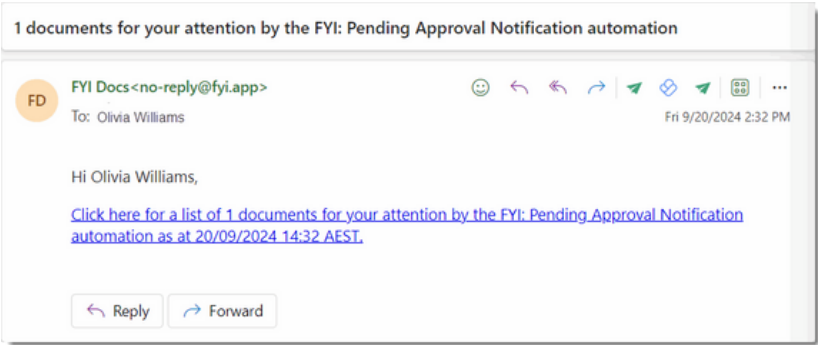 1 documents for your attention by the FYI: Pending Approval Notification automation
FD
FYI Docs<no-reply@fyi.app>
To: Olivia Williams
Fri 9/20/2024 2:32 PM
Hi Olivia Williams,
Click here for a list of 1 documents for your attention by the FYI: Pending Approval Notification
automation as at 20/09/2024 14:32 AEST.
Reply
Forward